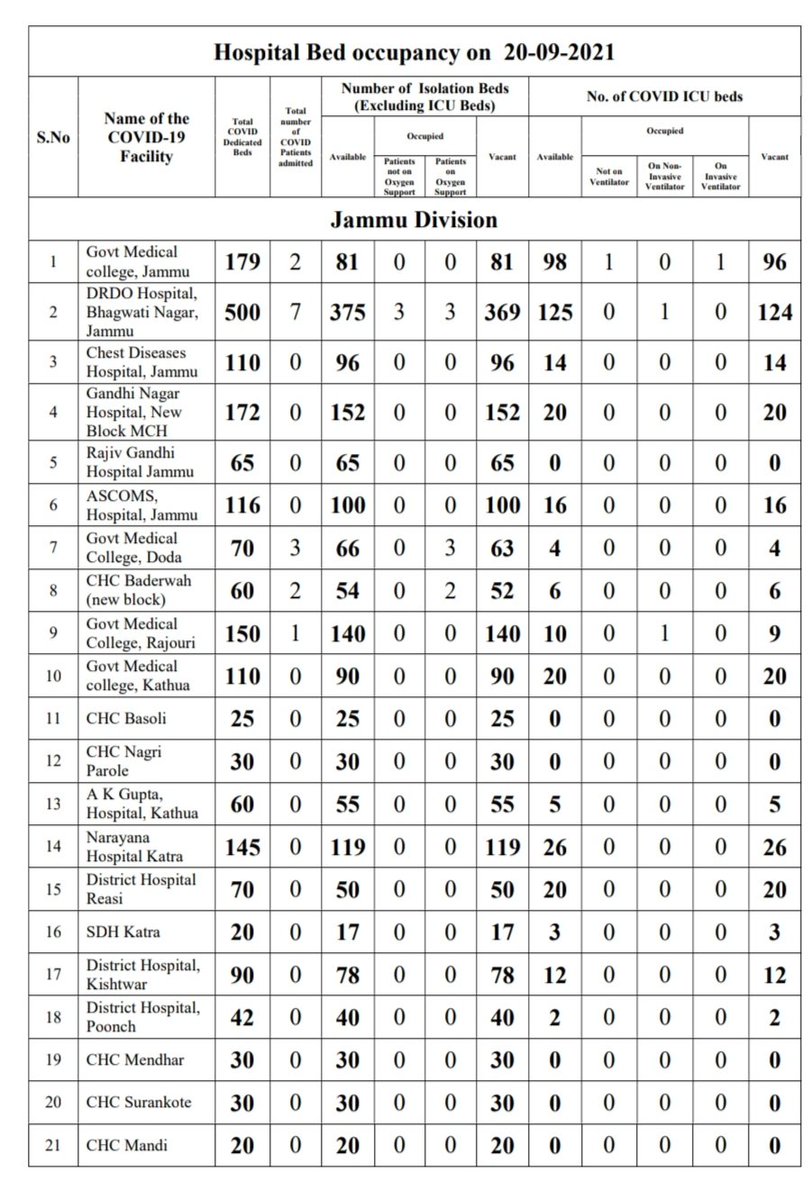 Hospital Bed occupancy on 20-09-2021
S.No
Name of the
COVID-19
Facility
Total
COVID
Dedicated
Beds
Total
number
of
COVID
Patients
admitted
Number of Isolation Beds
(Excluding ICU Beds)
No. of COVID ICU beds
Available
Occupied
Patients
not on
Oxygen
Support
Patients
on
Oxygen
Support
Vacant
Available
Occupied
Not on
Ventilator
On Non-
Invasive
Ventilator
On
Invasive
Ventilator
Vacant
Jammu Division
1 Govt Medical
college, Jammu 179 2 81 0 0 81 98 1 0 1 96
2 DRDO Hospital,
Bhagwati Nagar,
Jammu 500 7 375 3 3 369 125 0 1 0 124
3 Chest Diseases
Hospital, Jammu 110 0 96 0 0 96 14 0 0 0 14
4 Gandhi Nagar
Hospital, New
Block MCH 172 0 152 0 0 152 20 0 0 0 20
5 Rajiv Gandhi
Hospital Jammu 65 0 65 0 0 65 0 0 0 0 0
6 ASCOMS,
Hospital, Jammu 116 0 100 0 0 100 16 0 0 0 16
7 Govt Medical
College, Doda 70 3 66 0 3 63 4 0 0 0 4
8 CHC Baderwah
(new block) 60 2 54 0 2 52 6 0 0 0 6
9 Govt Medical
College, Rajouri 150 1 140 0 0 140 10 0 1 0 9
10 Govt Medical
college, Kathua 110 0 90 0 0 90 20 0 0 0 20
11 CHC Basoli 25 0 25 0 0 25 0 0 0 0 0
12 CHC Nagri
Parole 30 0 30 0 0 30 0 0 0 0 0
13 A K Gupta,
Hospital, Kathua 60 0 55 0 0 55 5 0 0 0 5
14 Narayana
Hospital Katra 145 0 119 0 0 119 26 0 0 0 26
15 District Hospital
Reasi 70 0 50 0 0 50 20 0 0 0 20
16 SDH Katra 20 0 17 0 0 17 3 0 0 0 3
17 District Hospital,
Kishtwar 90 0 78 0 0 78 12 0 0 0 12
18 District Hospital,
Poonch 42 0 40 0 0 40 2 0 0 0 2
19 CHC Mendhar 30 0 30 0 0 30 0 0 0 0 0
20 CHC Surankote 30 0 30 0 0 30 0 0 0 0 0
21 CHC Mandi 20 0 20 0 0 20 0 0 0 0 0